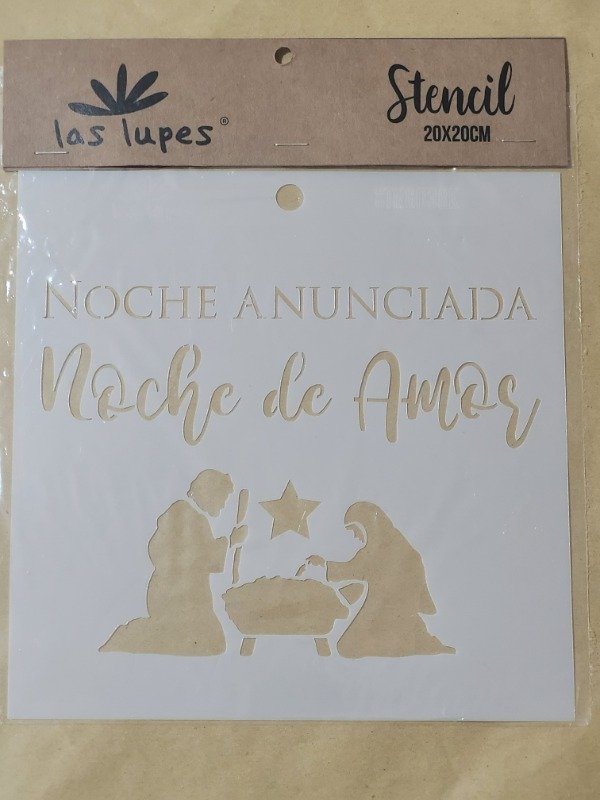 las lupes®
Stencil
20X20CM
NOCHE ANUNCIADA
Noche de Amor